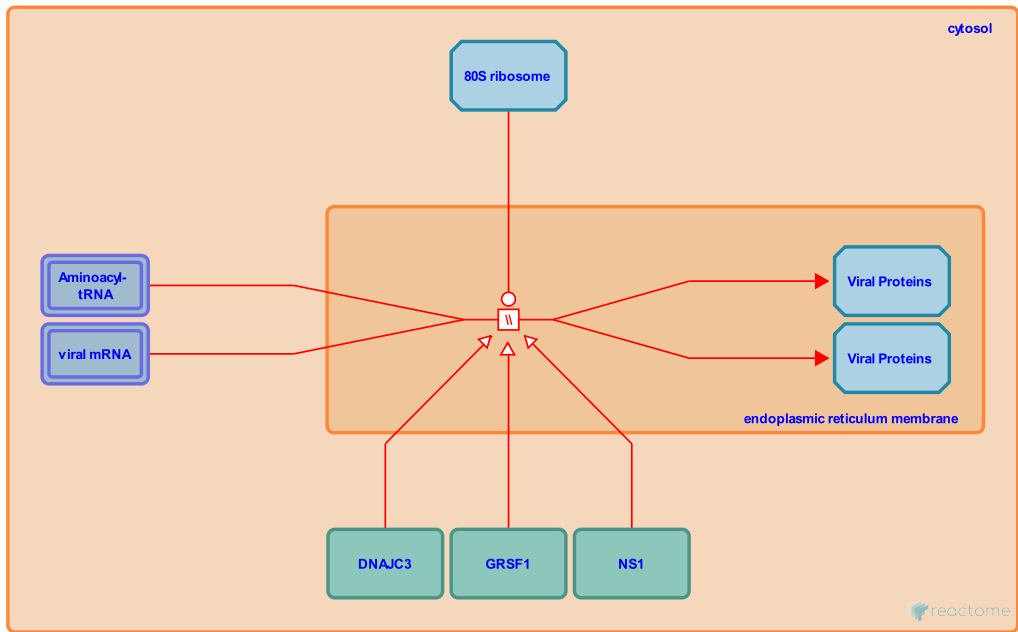 cytosol
80S ribosome
Aminoacyl-
tRNA
viral mRNA
\\
Viral Proteins
Viral Proteins
endoplasmic reticulum membrane
DNAJC3
GRSF1
NS1
reactome